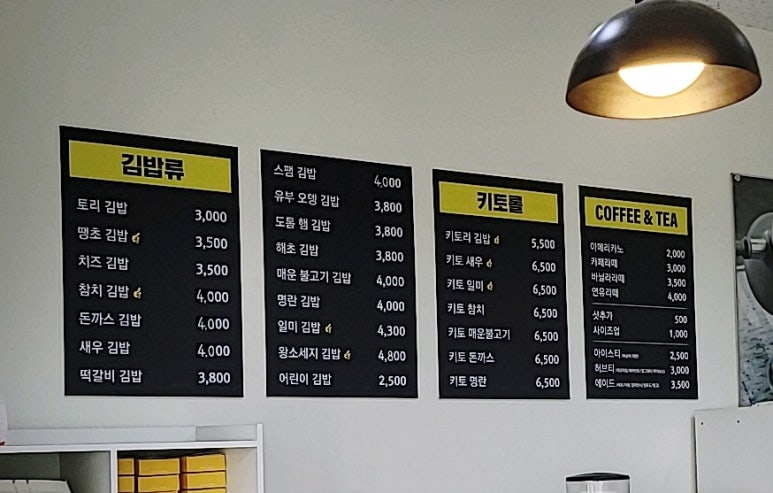 김밥류
토리 김밥 3,000
땡초 김밥 3,500
치즈 김밥 3,500
참치 김밥 4,000
돈까스 김밥 4,000
새우 김밥 4,000
떡갈비 김밥 3,800
스팸 김밥 4,000
유부 오뎅 김밥 3,800
도톰 햄 김밥 3,800
해초 김밥 3,800
매운 불고기 김밥 4,000
명란 김밥 4,000
일미 김밥 4,300
왕소세지 김밥 4,800
어린이 김밥 2,500
키토롤
키토리 김밥 5,500
키토 새우 6,500
키토 일미 6,500
키토 참치 6,500
키토 매운불고기 6,500
키토 돈까스 6,500
키토 명란 6,500
COFFEE & TEA
아메리카노 2,000
카페라떼 3,000
바닐라라떼 3,500
연유라떼 4,000
샷추가 500
사이즈업 1,000
아이스티 2,500
허브티 3,000
에이드 3,500